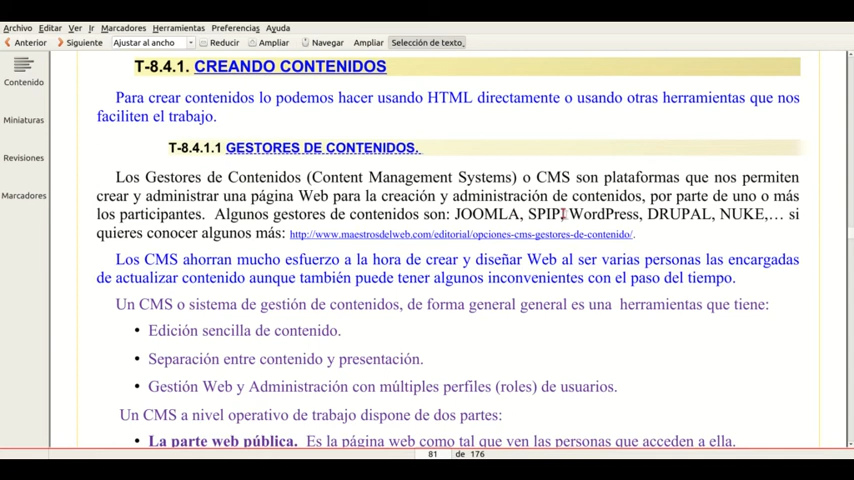 Archivo Editar Ver Ir Marcadores Herramientas Preferencias Ayuda
Anterior Siguiente Ajustar al ancho Reducir Ampliar Navegar Ampliar Selección de texto
T-8.4.1. CREANDO CONTENIDOS
Contenido
Para crear contenidos lo podemos hacer usando HTML directamente o usando otras herramientas que nos
faciliten el trabajo.
Miniaturas
T-8.4.1.1 GESTORES DE CONTENIDOS.
Revisiones
Los Gestores de Contenidos (Content Management Systems) o CMS son plataformas que nos permiten
crear y administrar una página Web para la creación y administración de contenidos, por parte de uno o más
Marcadores
los participantes. Algunos gestores de contenidos son: JOOMLA, SPIP, WordPress, DRUPAL, NUKE,… si
quieres conocer algunos más: http://www.maestrosdelweb.com/editorial/opciones-cms-gestores-de-contenido/.
Los CMS ahorran mucho esfuerzo a la hora de crear y diseñar Web al ser varias personas las encargadas
de actualizar contenido aunque también puede tener algunos inconvenientes con el paso del tiempo.
Un CMS o sistema de gestión de contenidos, de forma general general es una herramientas que tiene:
• Edición sencilla de contenido.
• Separación entre contenido y presentación.
• Gestión Web y Administración con múltiples perfiles (roles) de usuarios.
Un CMS a nivel operativo de trabajo dispone de dos partes:
• La parte web pública. Es la página web como tal que ven las personas que acceden a ella.
81 de 176